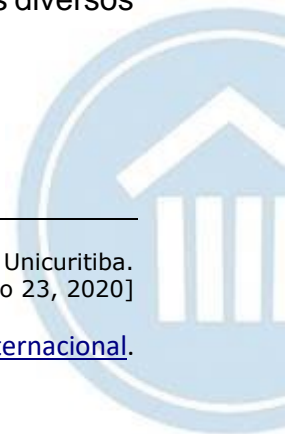 diversos
Unicuritiba.
o 23, 2020]
ternacional.